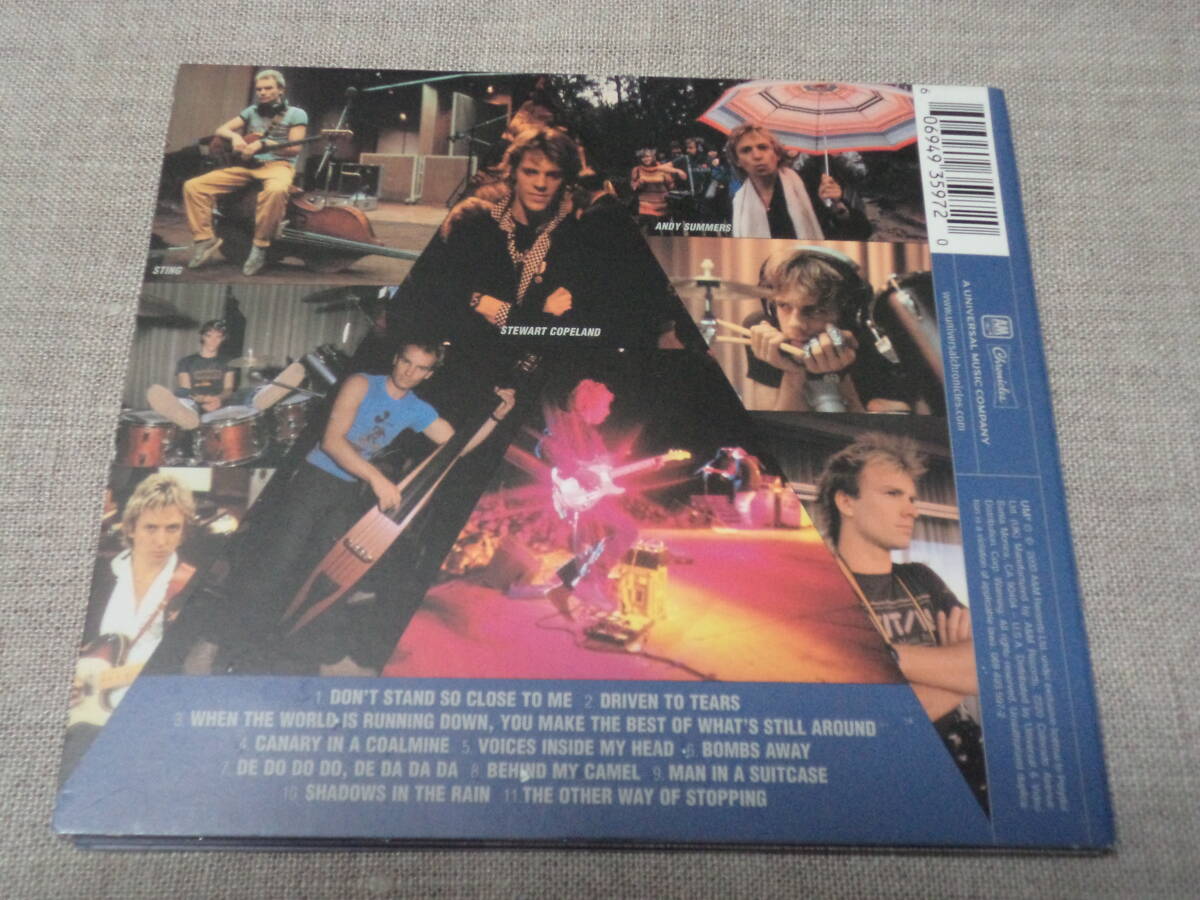 STING
ANDY SUMMERS
STEWART COPELAND
1 DON'T STAND SO CLOSE TO ME 2 DRIVEN TO TEARS
3. WHEN THE WORLD IS RUNNING DOWN, YOU MAKE THE BEST OF WHAT'S STILL AROUND
4. CANARY IN A COALMINE 5. VOICES INSIDE MY HEAD 6. BOMBS AWAY
7. DE DO DO DO, DE DA DA DA 8. BEHIND MY CAMEL 9. MAN IN A SUITCASE
10. SHADOWS IN THE RAIN 11. THE OTHER WAY OF STOPPING
6 06949 35972 0
A&M
Chronicles
A UNIVERSAL MUSIC COMPANY
www.universalchronicles.com